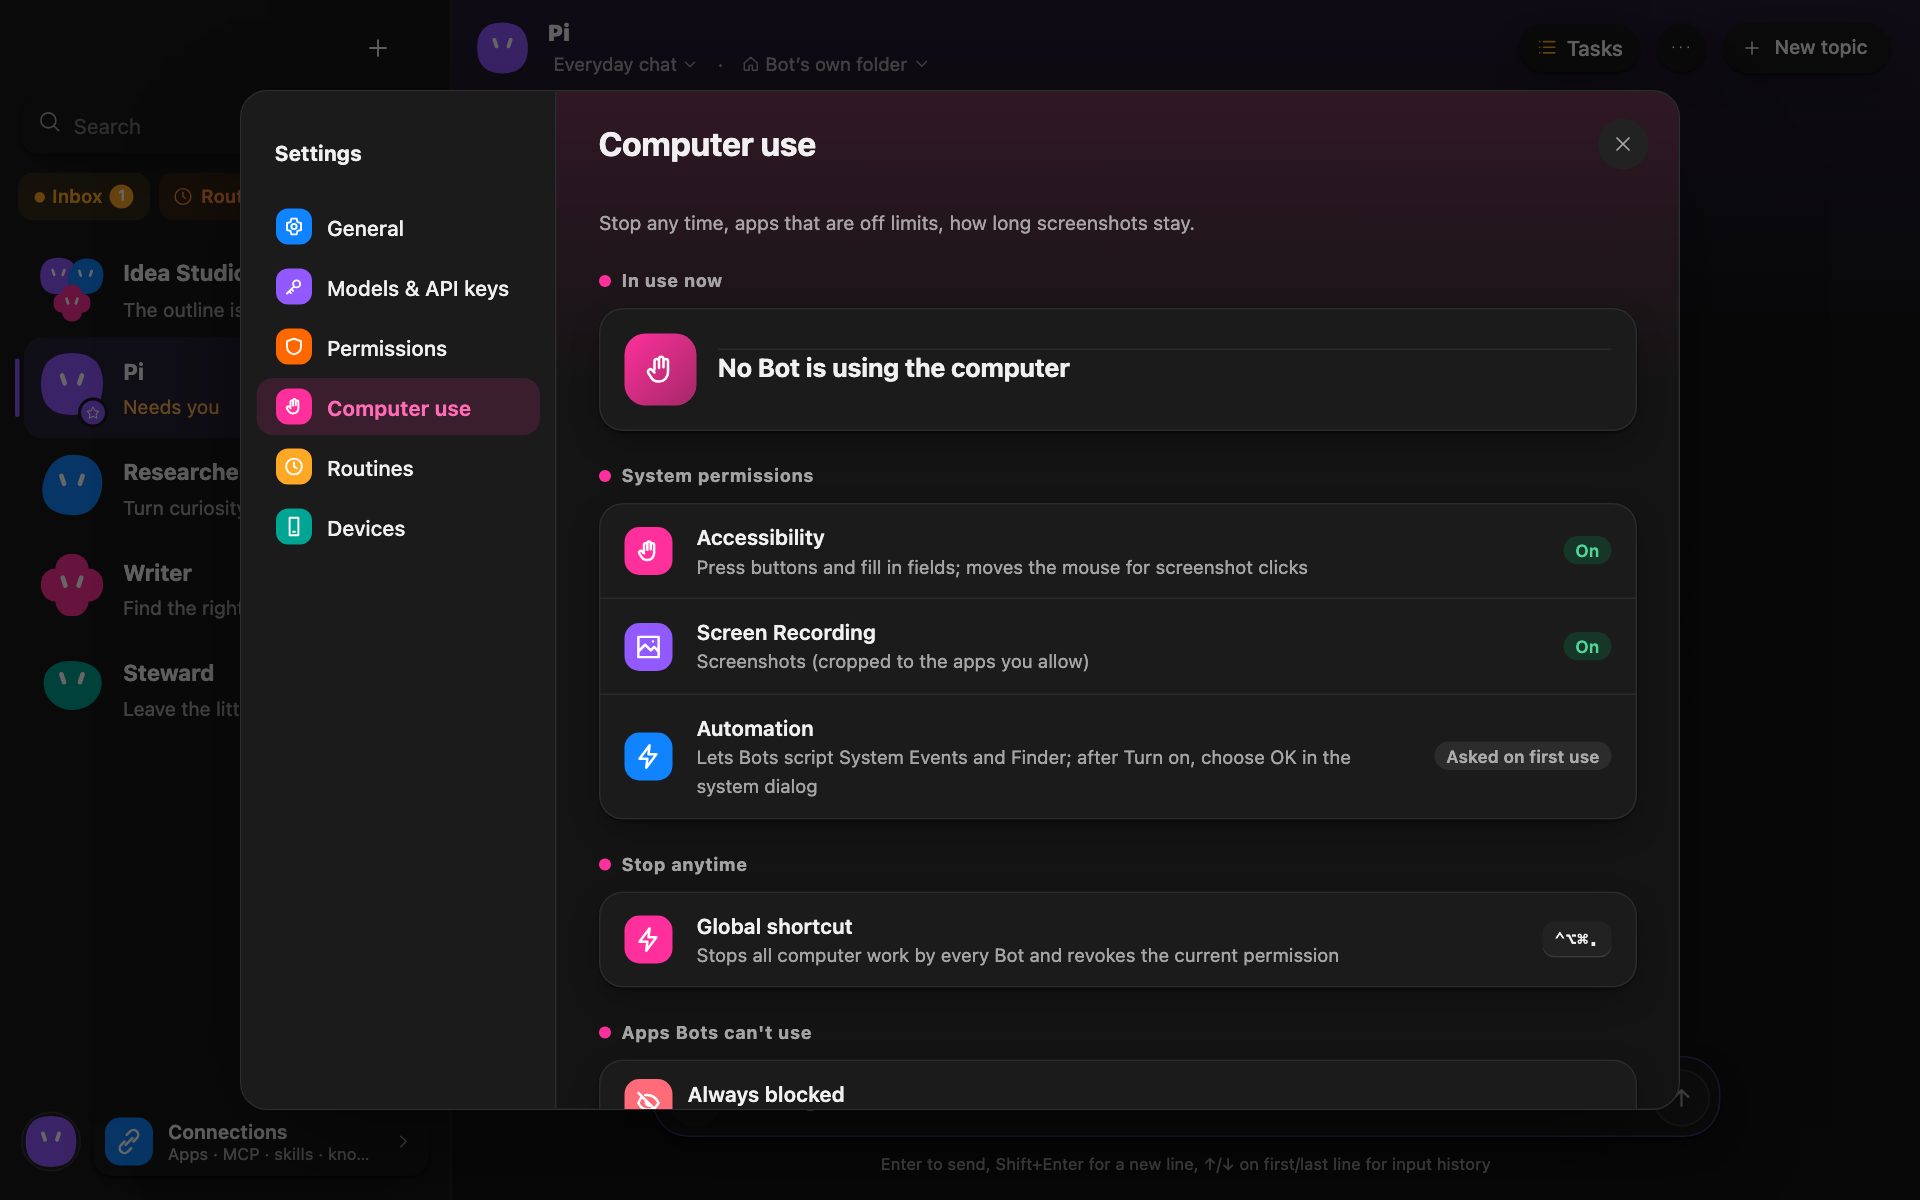 Pi
Everyday chat
·
Bot's own folder
Tasks
New topic
Search
Inbox 1
Rout
Idea Studio
The outline is
Pi
Needs you
Researche
Turn curiosity
Writer
Find the right
Steward
Leave the litt
Connections
Apps · MCP · skills · kno...
Settings
General
Models & API keys
Permissions
Computer use
Routines
Devices
Computer use
Stop any time, apps that are off limits, how long screenshots stay.
In use now
No Bot is using the computer
System permissions
Accessibility
Press buttons and fill in fields; moves the mouse for screenshot clicks
On
Screen Recording
Screenshots (cropped to the apps you allow)
On
Automation
Lets Bots script System Events and Finder; after Turn on, choose OK in the
system dialog
Asked on first use
Stop anytime
Global shortcut
Stops all computer work by every Bot and revokes the current permission
⌃⌥⌘.
Apps Bots can't use
Always blocked
Enter to send, Shift+Enter for a new line, ↑/↓ on first/last line for input history